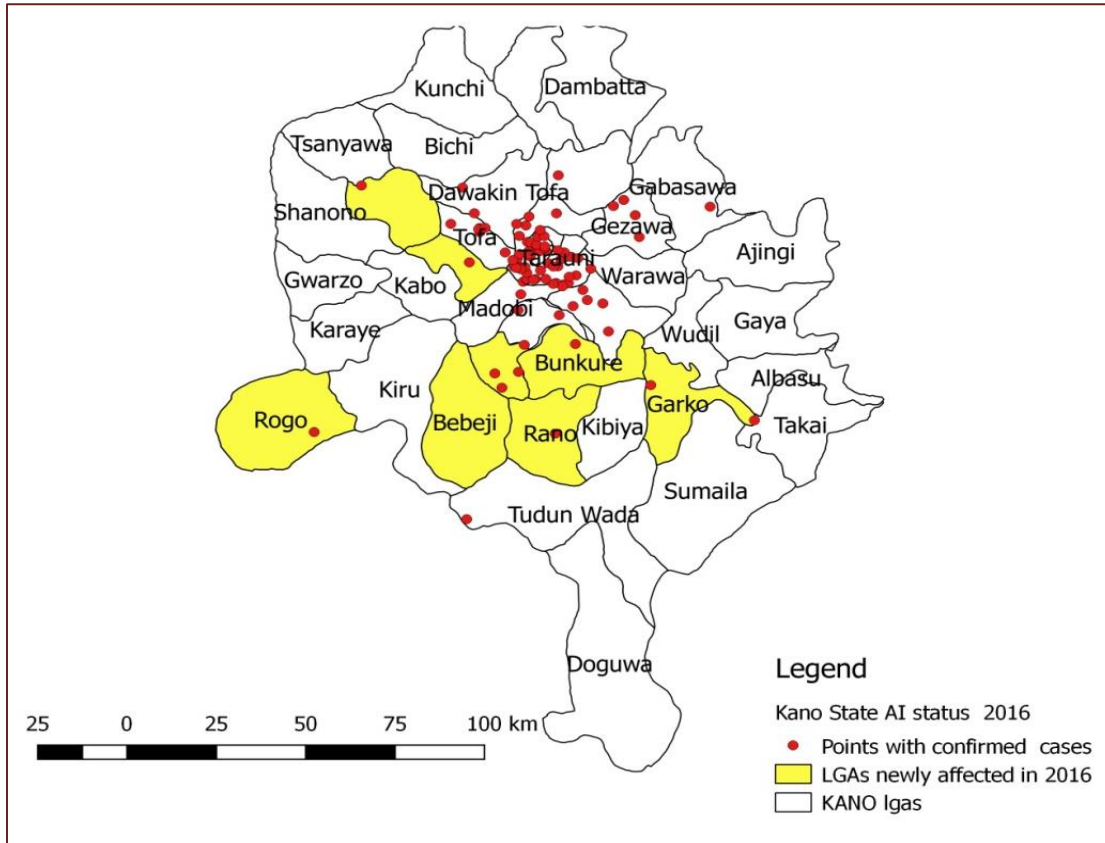 Kunchi
Dambatta
Tsanyawa
Bichi
Dawakin Tofa
Gabasawa
Shanono
Tofa
Gezawa
Ajingi
Tarauni
Gwarzo
Kabo
Warawa
Karaye
Madobi
Wudil
Gaya
Kiru
Bunkure
Albasu
Rogo
Bebeji
Rano
Kibiya
Garko
Takai
Sumaila
Tudun Wada
Doguwa
25 0 25 50 75 100 km
Legend
Kano State AI status 2016
Points with confirmed cases
LGAs newly affected in 2016
KANO lgas